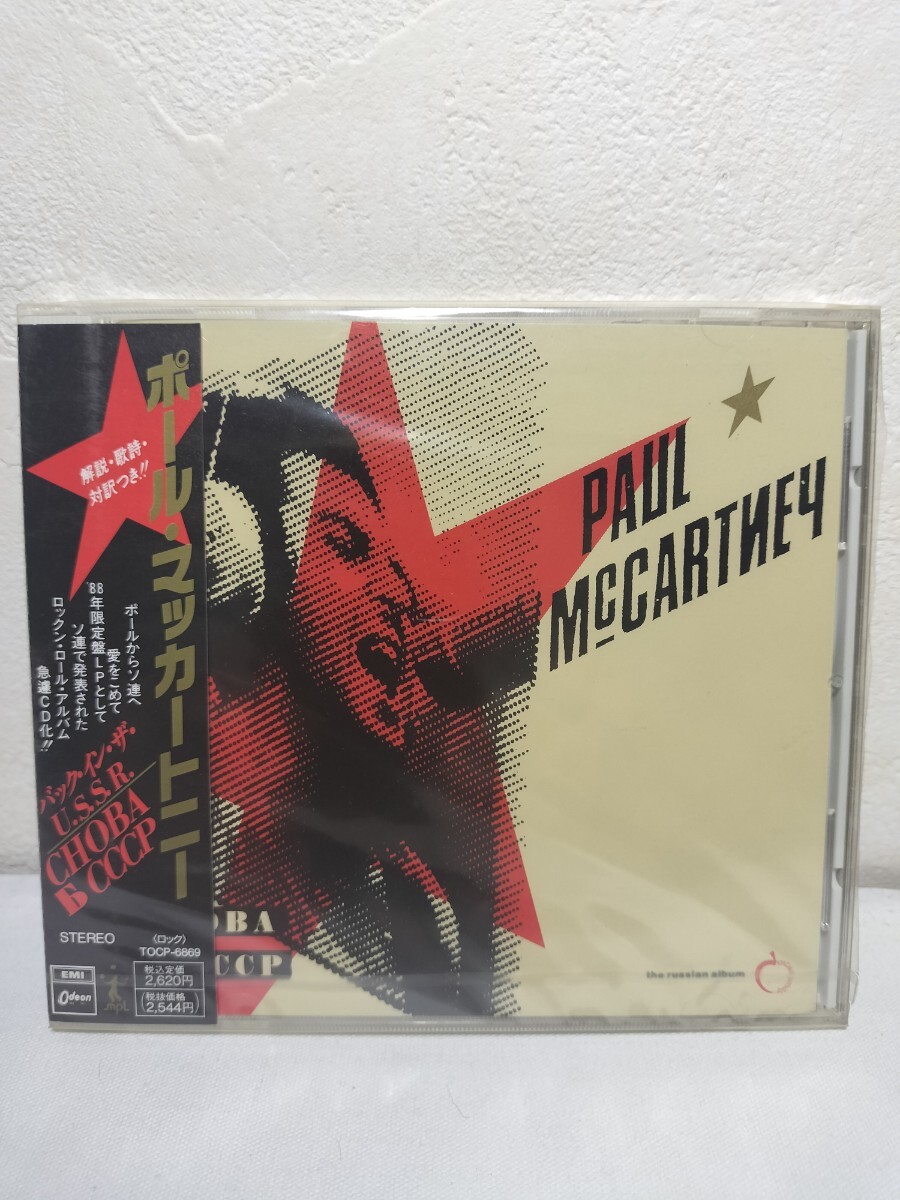 解説・歌詩・
対訳つき!!
ポール・マッカートニー
ポールからソ連へ
愛をこめて
'88年限定盤LPとして
ソ連で発表された
ロックン・ロール・アルバム
急遽CD化!!
バック・イン・ザ・
U.S.S.R.
CHOBA
Б CCCP
STEREO
〈ロック〉
TOCP-6869
EMI
Odeon
MPL
税込定価
2,620円
(税抜価格
2,544円)
PAUL
McCARTИEY
OBA
CCP
the russian album